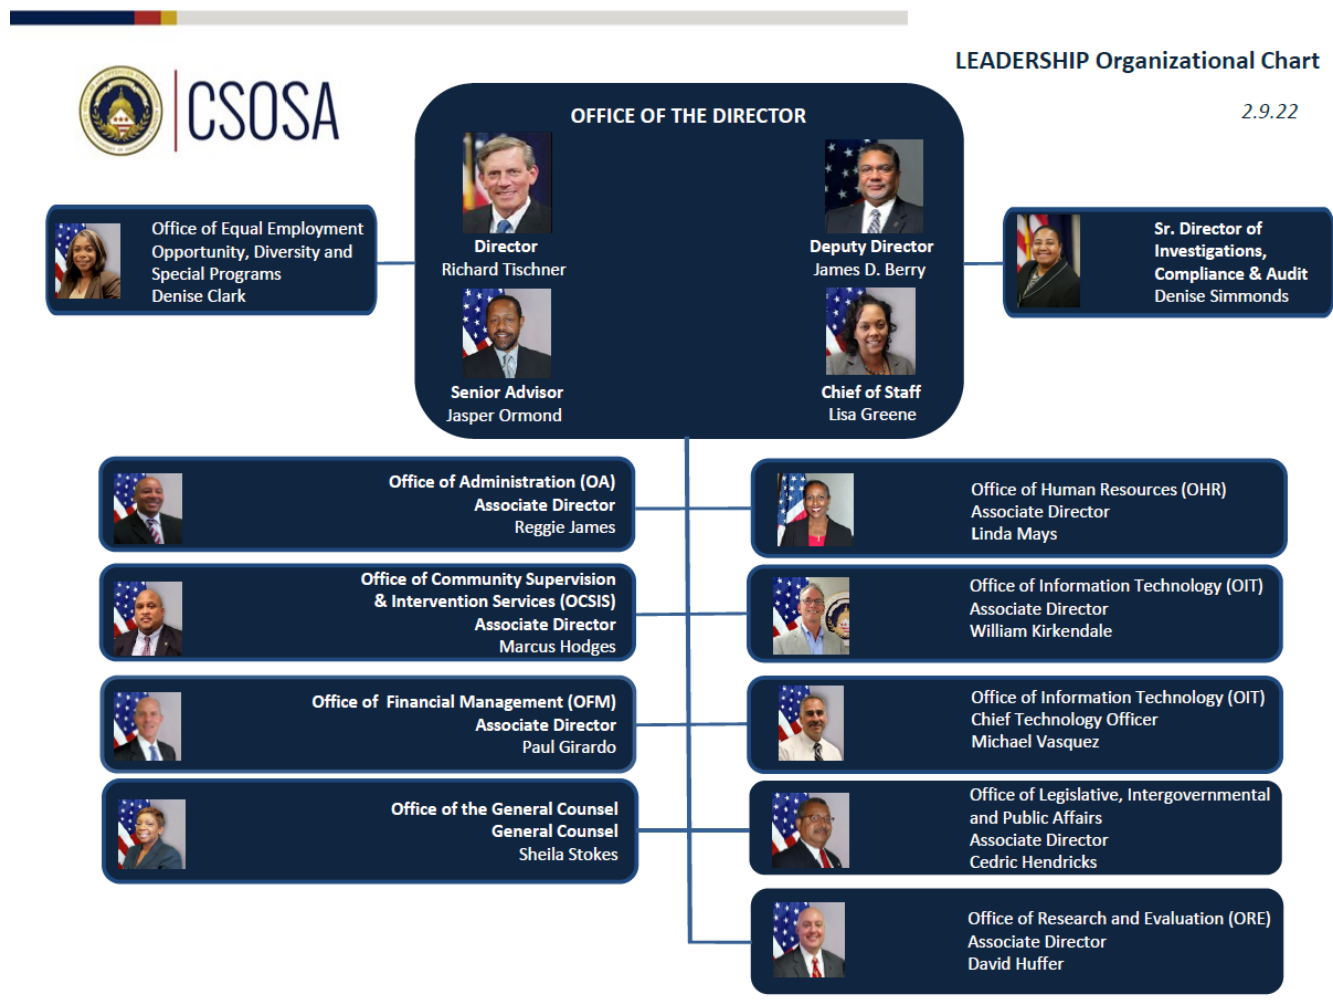 LEADERSHIP Organizational Chart
2.9.22
CSOSA
OFFICE OF THE DIRECTOR
Director
Richard Tischner
Deputy Director
James D. Berry
Senior Advisor
Jasper Ormond
Chief of Staff
Lisa Greene
Office of Equal Employment
Opportunity, Diversity and
Special Programs
Denise Clark
Sr. Director of
Investigations,
Compliance & Audit
Denise Simmonds
Office of Administration (OA)
Associate Director
Reggie James
Office of Human Resources (OHR)
Associate Director
Linda Mays
Office of Community Supervision
& Intervention Services (OCSIS)
Associate Director
Marcus Hodges
Office of Information Technology (OIT)
Associate Director
William Kirkendale
Office of Financial Management (OFM)
Associate Director
Paul Girardo
Office of Information Technology (OIT)
Chief Technology Officer
Michael Vasquez
Office of the General Counsel
General Counsel
Sheila Stokes
Office of Legislative, Intergovernmental
and Public Affairs
Associate Director
Cedric Hendricks
Office of Research and Evaluation (ORE)
Associate Director
David Huffer